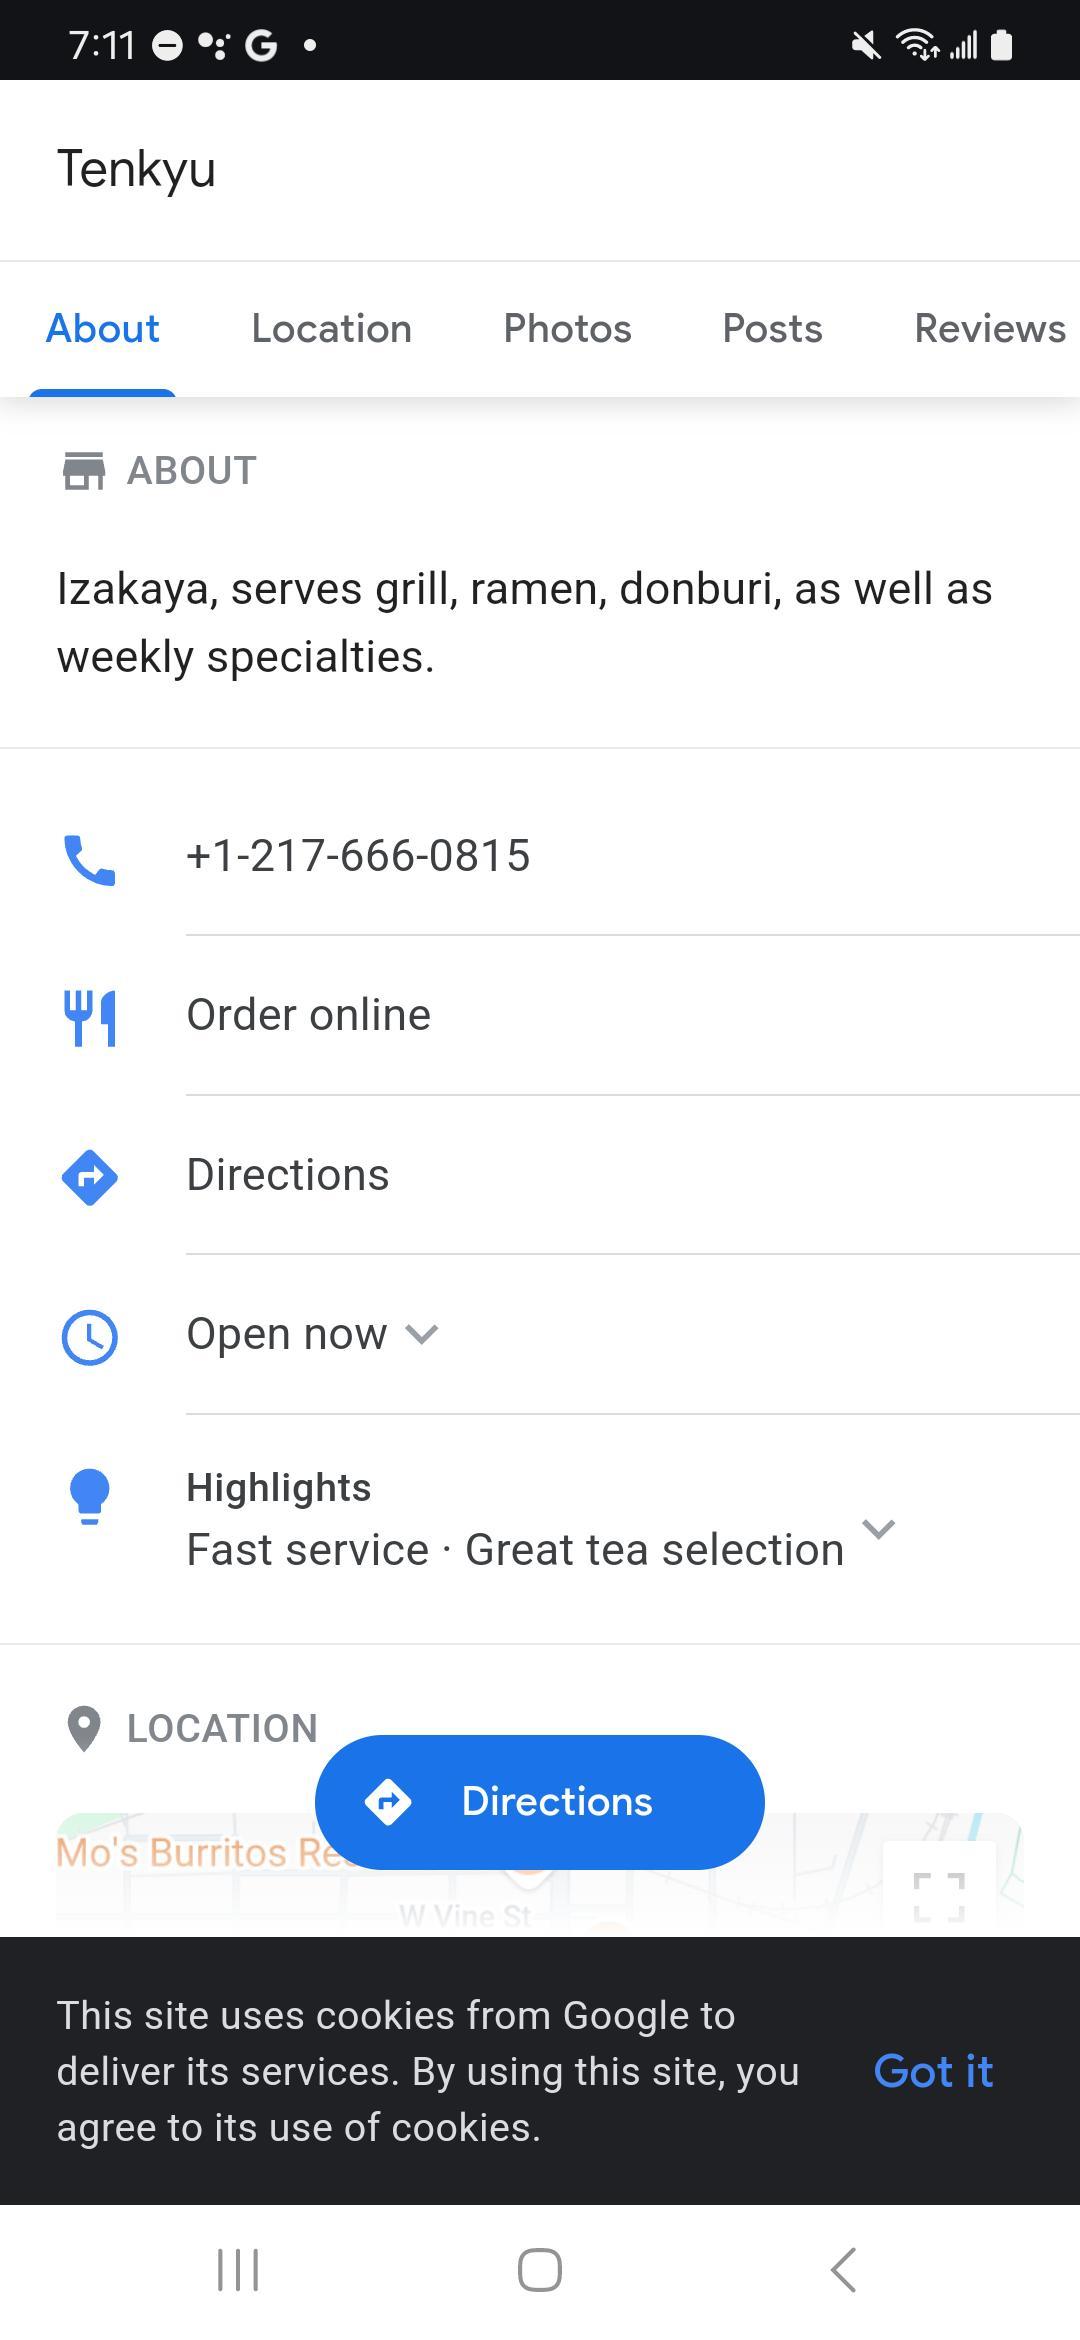 7:11
Tenkyu
About Location Photos Posts Reviews
ABOUT
Izakaya, serves grill, ramen, donburi, as well as
weekly specialties.
+1-217-666-0815
Order online
Directions
Open now
Highlights
Fast service · Great tea selection
LOCATION
Directions
Mo's Burritos
W Vine St
This site uses cookies from Google to
deliver its services. By using this site, you
agree to its use of cookies.
Got it